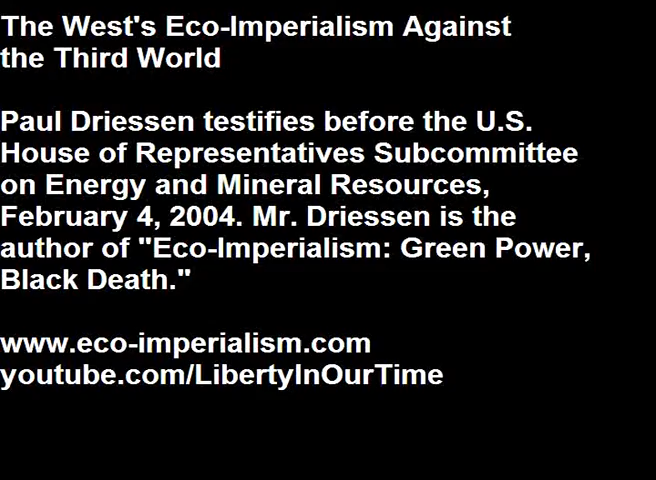 The West's Eco-Imperialism Against
the Third World
Paul Driessen testifies before the U.S.
House of Representatives Subcommittee
on Energy and Mineral Resources,
February 4, 2004. Mr. Driessen is the
author of "Eco-Imperialism: Green Power,
Black Death."
www.eco-imperialism.com
youtube.com/LibertyInOurTime